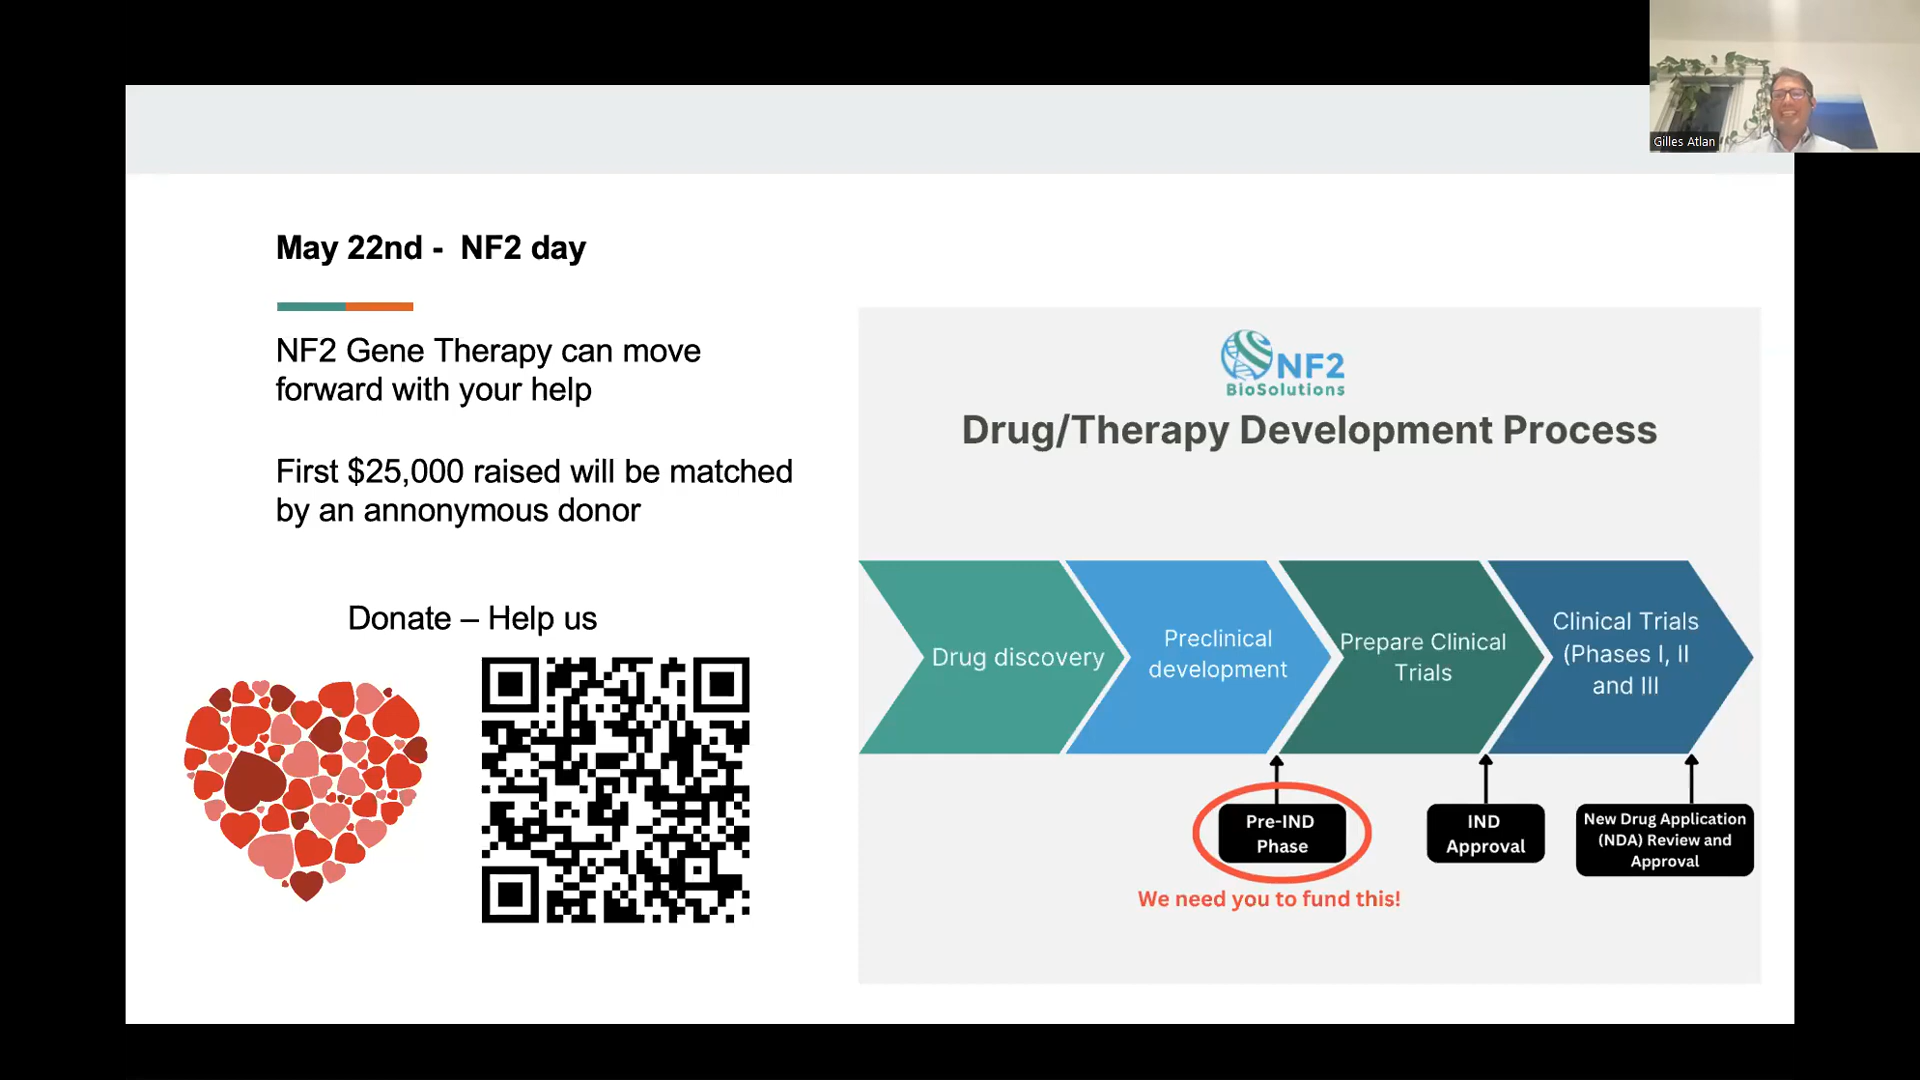 Gilles Atlan
May 22nd -  NF2 day
NF2 Gene Therapy can move
forward with your help
First $25,000 raised will be matched
by an annonymous donor
Donate – Help us
NF2
BioSolutions
Drug/Therapy Development Process
Drug discovery
Preclinical
development
Prepare Clinical
Trials
Clinical Trials
(Phases I, II
and III
Pre-IND
Phase
IND
Approval
New Drug Application
(NDA) Review and
Approval
We need you to fund this!